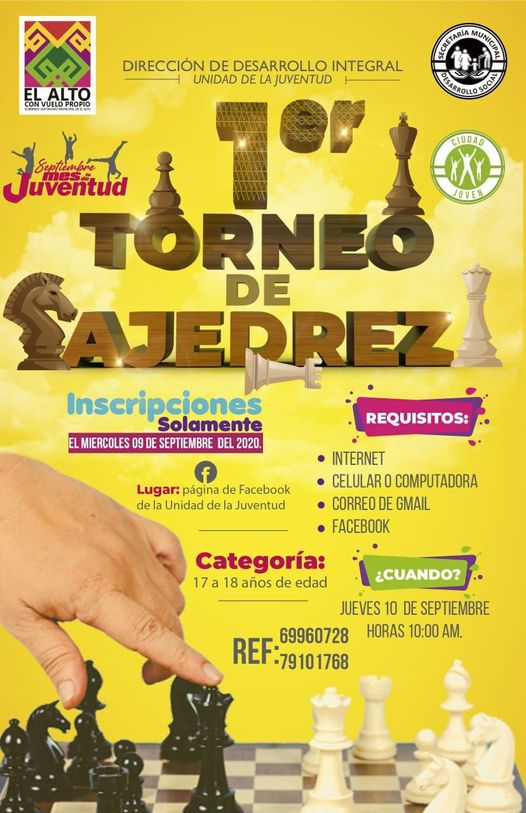 EL ALTO
CON VUELO PROPIO
DIRECCIÓN DE DESARROLLO INTEGRAL
UNIDAD DE LA JUVENTUD
SECRETARÍA MUNICIPAL
DESARROLLO SOCIAL
Septiembre
mes de la
Juventud
CIUDAD
JOVEN
1er
TORNEO
DE
AJEDREZ
Inscripciones
Solamente
EL MIERCOLES 09 DE SEPTIEMBRE DEL 2020.
Lugar: página de Facebook
de la Unidad de la Juventud
REQUISITOS:
• INTERNET
• CELULAR O COMPUTADORA
• CORREO DE GMAIL
• FACEBOOK
Categoría:
17 a 18 años de edad
¿CUANDO?
JUEVES 10 DE SEPTIEMBRE
HORAS 10:00 AM.
REF: 69960728
79101768